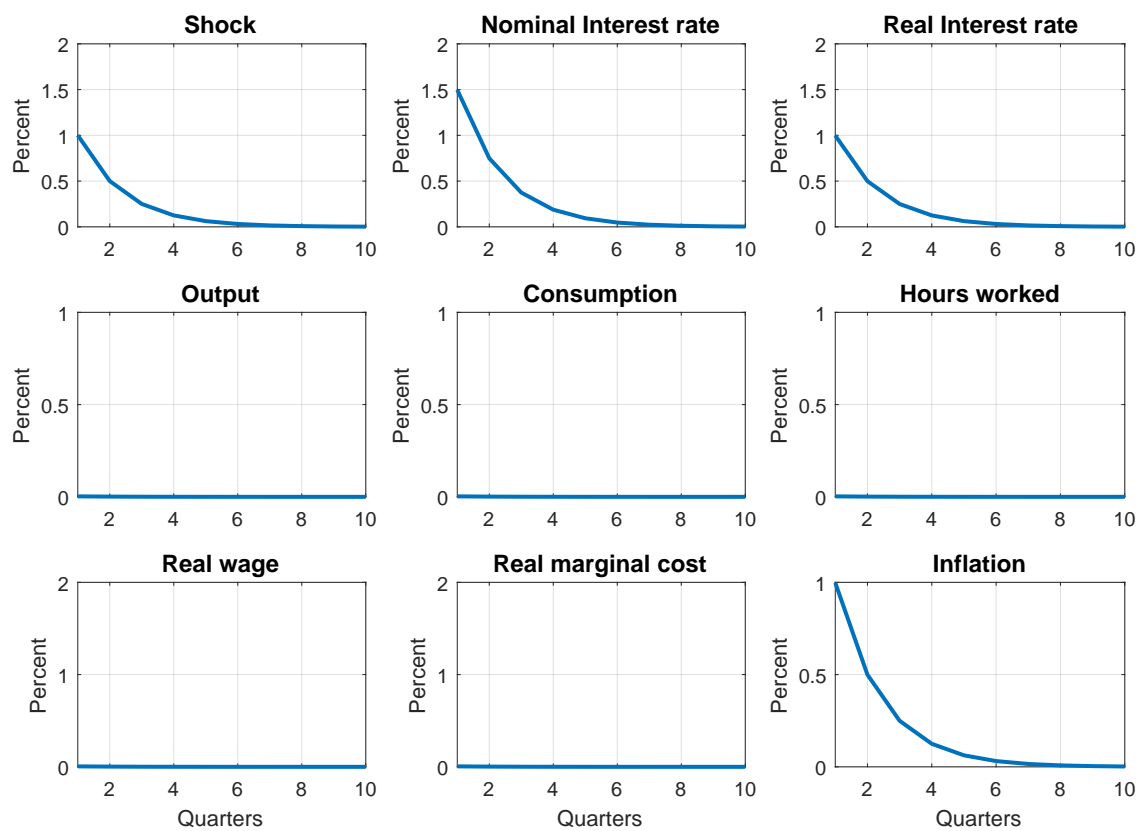 Shock
Nominal Interest rate
Real Interest rate
Percent
2
1.5
1
0.5
0
2 4 6 8 10
Percent
2
1.5
1
0.5
0
2 4 6 8 10
Percent
2
1.5
1
0.5
0
2 4 6 8 10
Output
Consumption
Hours worked
Percent
1
0.5
0
2 4 6 8 10
Percent
1
0.5
0
2 4 6 8 10
Percent
1
0.5
0
2 4 6 8 10
Real wage
Real marginal cost
Inflation
Percent
2
1
0
2 4 6 8 10
Quarters
Percent
2
1
0
2 4 6 8 10
Quarters
Percent
1
0.5
0
2 4 6 8 10
Quarters